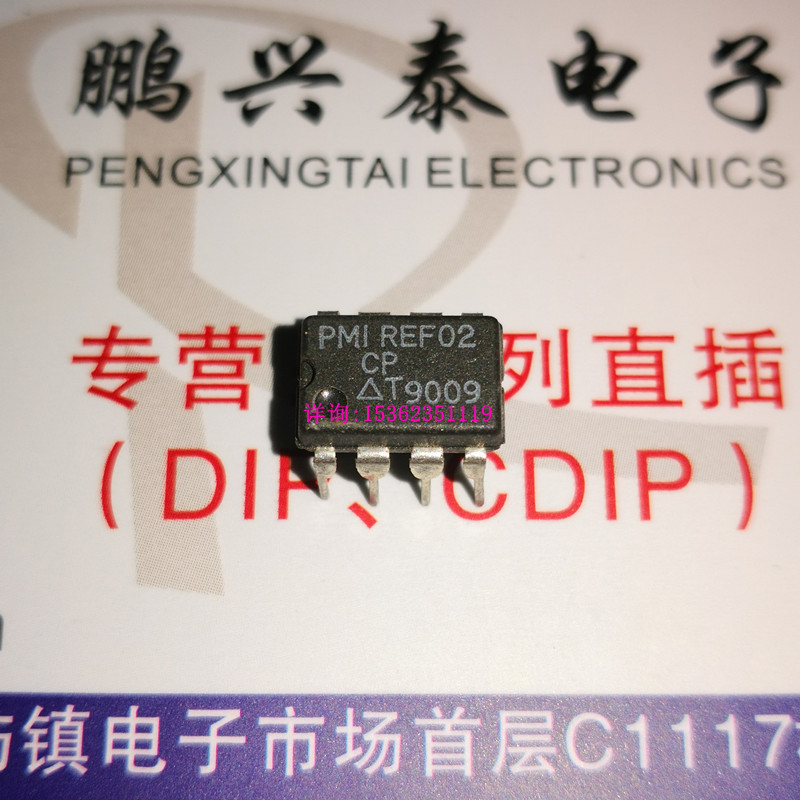 鹏兴泰电子
PENGXINGTAI ELECTRONICS
专营 列直插
PMI REF02
CP
△T9009
详询:15362351119
(DIP、CDIP)
镇电子市场首层C1117